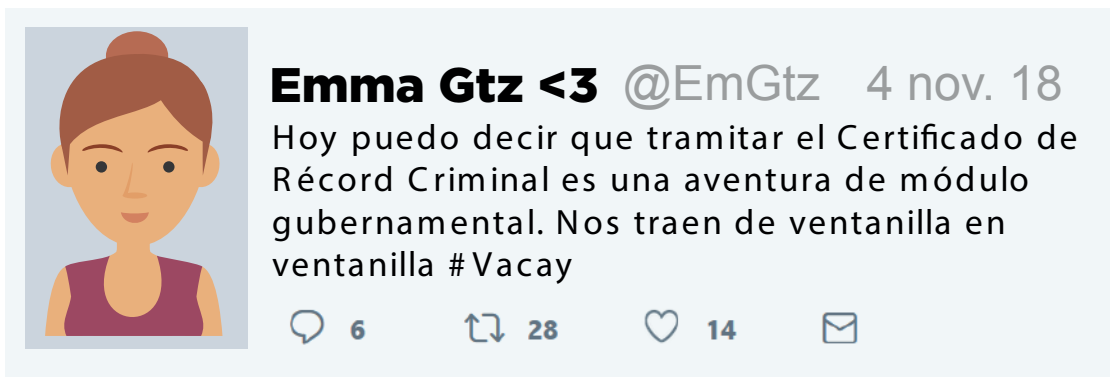 Emma Gtz <3 @EmGtz 4 nov. 18
Hoy puedo decir que tramitar el Certificado de
Récord Criminal es una aventura de módulo
gubernamental. Nos traen de ventanilla en
ventanilla #Vacay
6 28 14